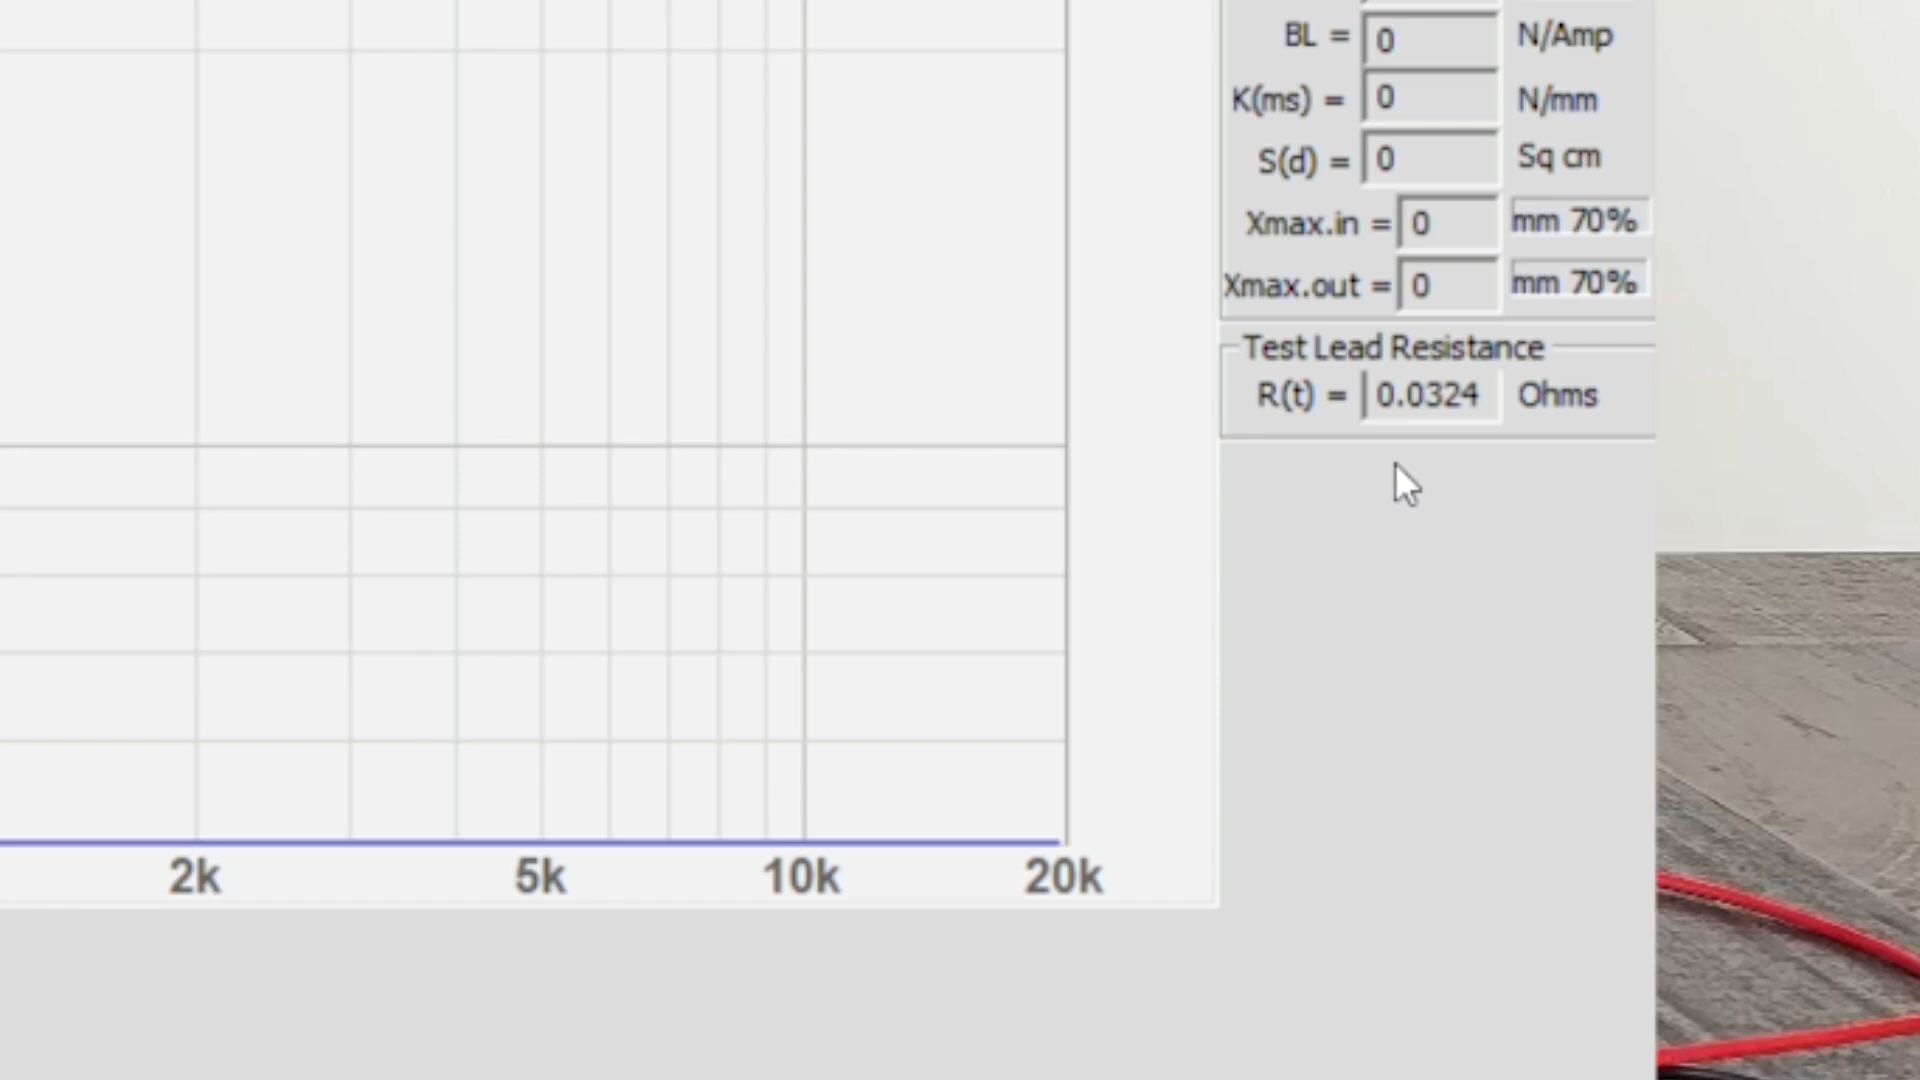 BL = 0 N/Amp
K(ms) = 0 N/mm
S(d) = 0 Sq cm
Xmax.in = 0 mm 70%
Xmax.out = 0 mm 70%
Test Lead Resistance
R(t) = 0.0324 Ohms
2k 5k 10k 20k